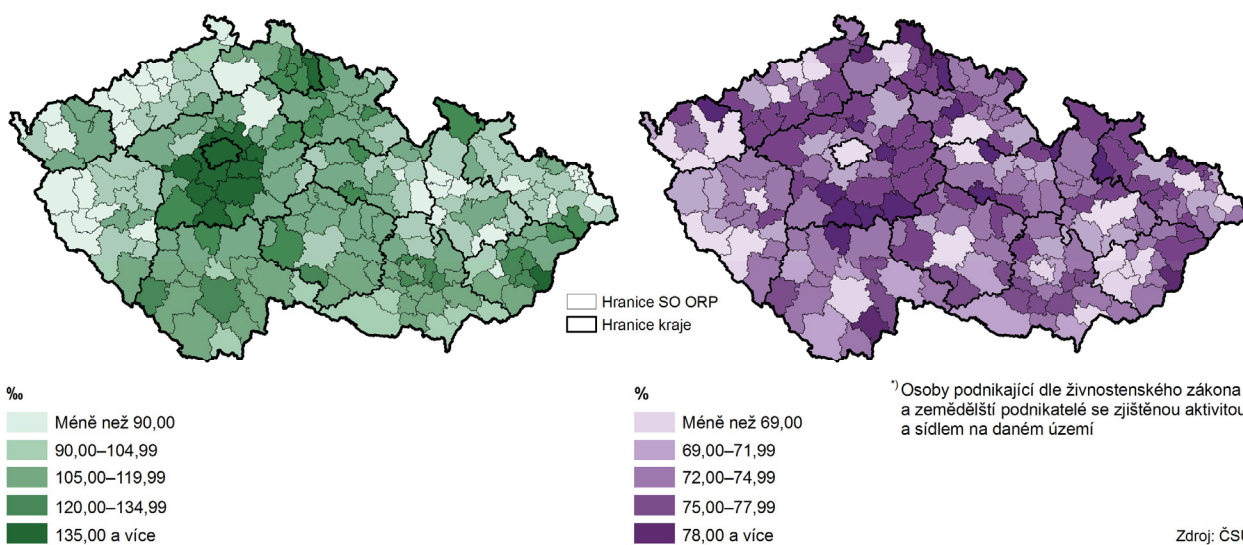 Hranice SO ORP
Hranice kraje
‰
Méně než 90,00
90,00–104,99
105,00–119,99
120,00–134,99
135,00 a více
%
Méně než 69,00
69,00–71,99
72,00–74,99
75,00–77,99
78,00 a více
*) Osoby podnikající dle živnostenského zákona
a zemědělští podnikatelé se zjištěnou aktivitou
a sídlem na daném území
Zdroj: ČSÚ